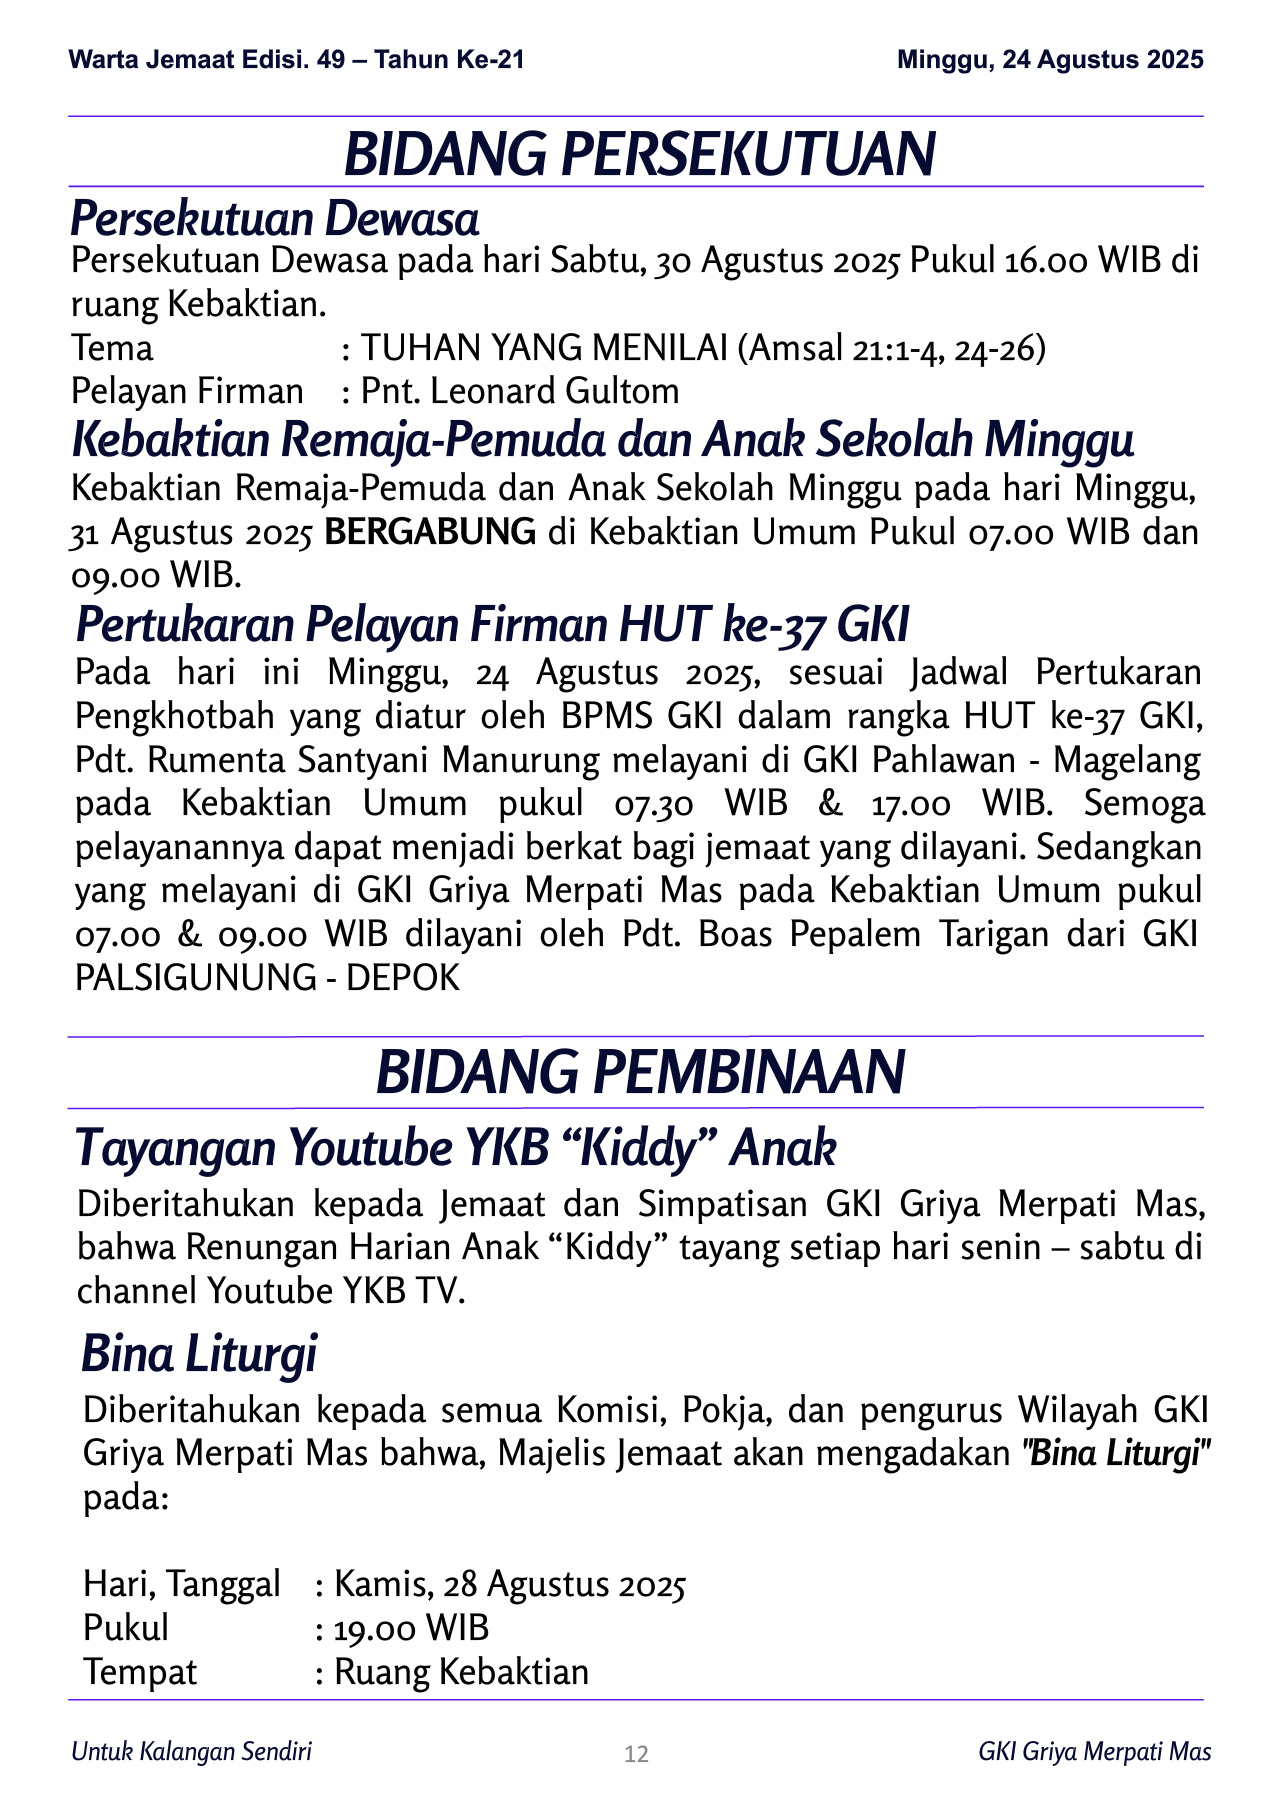 Warta Jemaat Edisi. 49 – Tahun Ke-21 Minggu, 24 Agustus 2025
BIDANG PERSEKUTUAN
Persekutuan Dewasa
Persekutuan Dewasa pada hari Sabtu, 30 Agustus 2025 Pukul 16.00 WIB di
ruang Kebaktian.
Tema : TUHAN YANG MENILAI (Amsal 21:1-4, 24-26)
Pelayan Firman : Pnt. Leonard Gultom
Kebaktian Remaja-Pemuda dan Anak Sekolah Minggu
Kebaktian Remaja-Pemuda dan Anak Sekolah Minggu pada hari Minggu,
31 Agustus 2025 BERGABUNG di Kebaktian Umum Pukul 07.00 WIB dan
09.00 WIB.
Pertukaran Pelayan Firman HUT ke-37 GKI
Pada hari ini Minggu, 24 Agustus 2025, sesuai Jadwal Pertukaran
Pengkhotbah yang diatur oleh BPMS GKI dalam rangka HUT ke-37 GKI,
Pdt. Rumenta Santyani Manurung melayani di GKI Pahlawan - Magelang
pada Kebaktian Umum pukul 07.30 WIB & 17.00 WIB. Semoga
pelayanannya dapat menjadi berkat bagi jemaat yang dilayani. Sedangkan
yang melayani di GKI Griya Merpati Mas pada Kebaktian Umum pukul
07.00 & 09.00 WIB dilayani oleh Pdt. Boas Pepalem Tarigan dari GKI
PALSIGUNUNG - DEPOK
BIDANG PEMBINAAN
Tayangan Youtube YKB “Kiddy” Anak
Diberitahukan kepada Jemaat dan Simpatisan GKI Griya Merpati Mas,
bahwa Renungan Harian Anak “Kiddy” tayang setiap hari senin – sabtu di
channel Youtube YKB TV.
Bina Liturgi
Diberitahukan kepada semua Komisi, Pokja, dan pengurus Wilayah GKI
Griya Merpati Mas bahwa, Majelis Jemaat akan mengadakan "Bina Liturgi"
pada:
Hari, Tanggal : Kamis, 28 Agustus 2025
Pukul : 19.00 WIB
Tempat : Ruang Kebaktian
Untuk Kalangan Sendiri 12 GKI Griya Merpati Mas